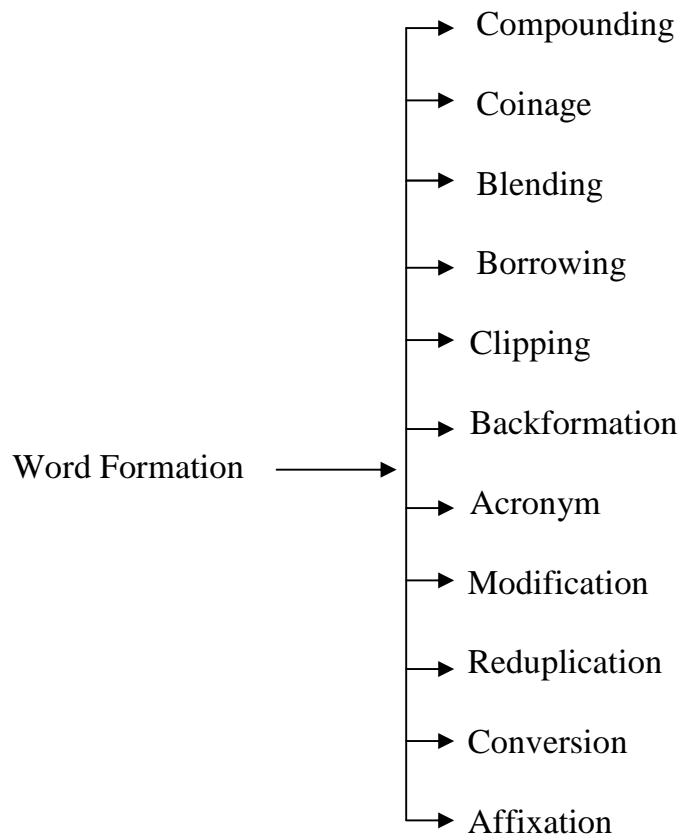 Compounding
Coinage
Blending
Borrowing
Clipping
Backformation
Word Formation
Acronym
Modification
Reduplication
Conversion
Affixation